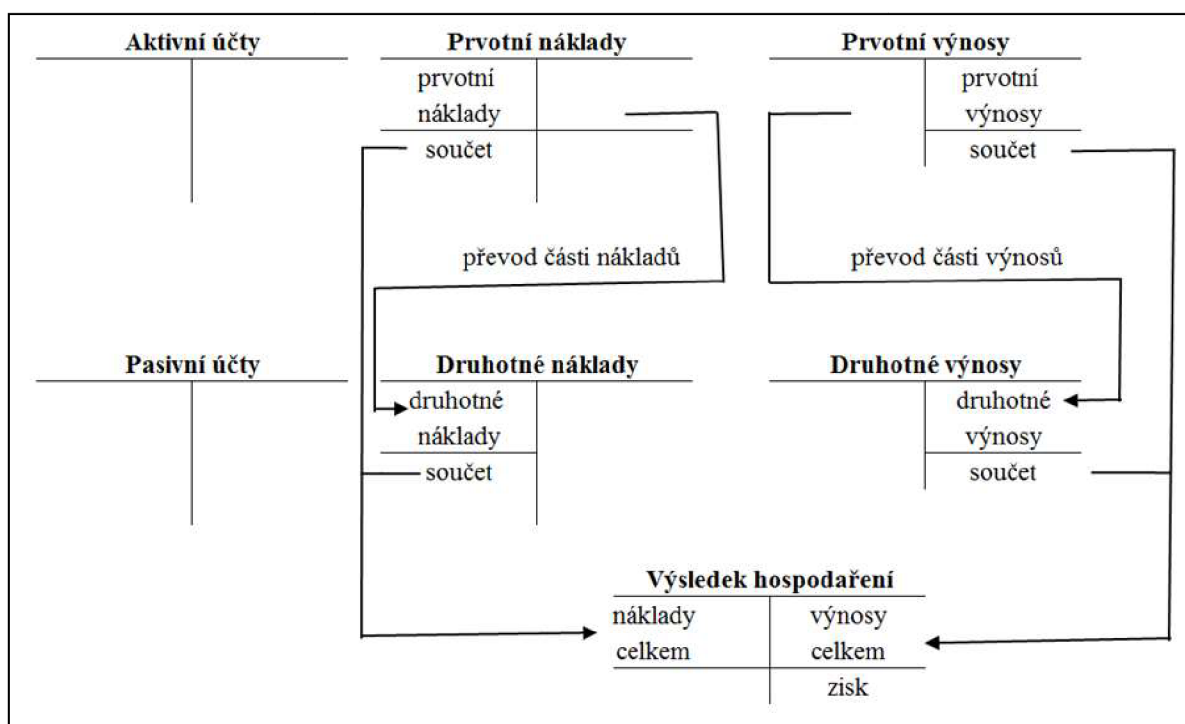 Aktivní účty
Prvotní náklady
Prvotní výnosy
prvotní
náklady
součet
prvotní
výnosy
součet
převod části nákladů
převod části výnosů
Pasivní účty
Druhotné náklady
Druhotné výnosy
druhotné
náklady
součet
druhotné
výnosy
součet
Výsledek hospodaření
náklady
celkem
výnosy
celkem
zisk